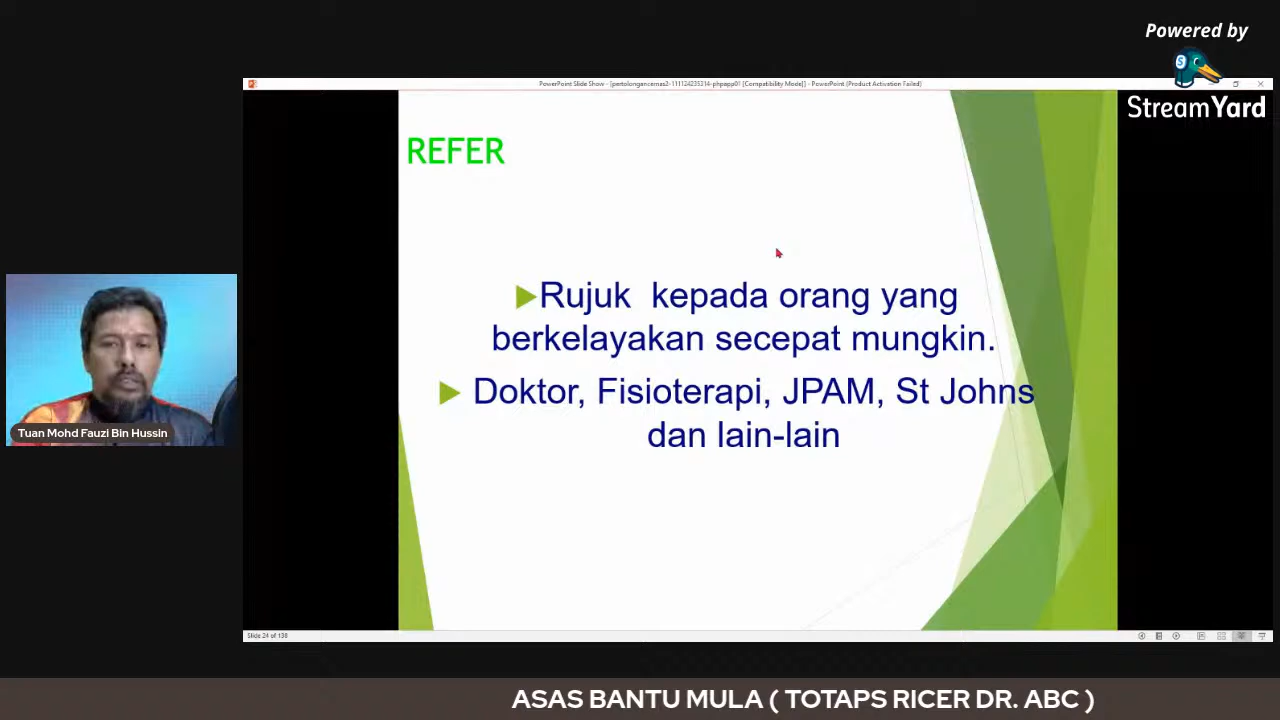 Powered by
StreamYard
PowerPoint Slide Show - [pertolongancemas2-111124235314-phpapp01 [Compatibility Mode]] - PowerPoint (Product Activation Failed)
REFER
Rujuk kepada orang yang
berkelayakan secepat mungkin.
Doktor, Fisioterapi, JPAM, St Johns
dan lain-lain
Tuan Mohd Fauzi Bin Hussin
Slide 24 of 138
ASAS BANTU MULA ( TOTAPS RICER DR. ABC )